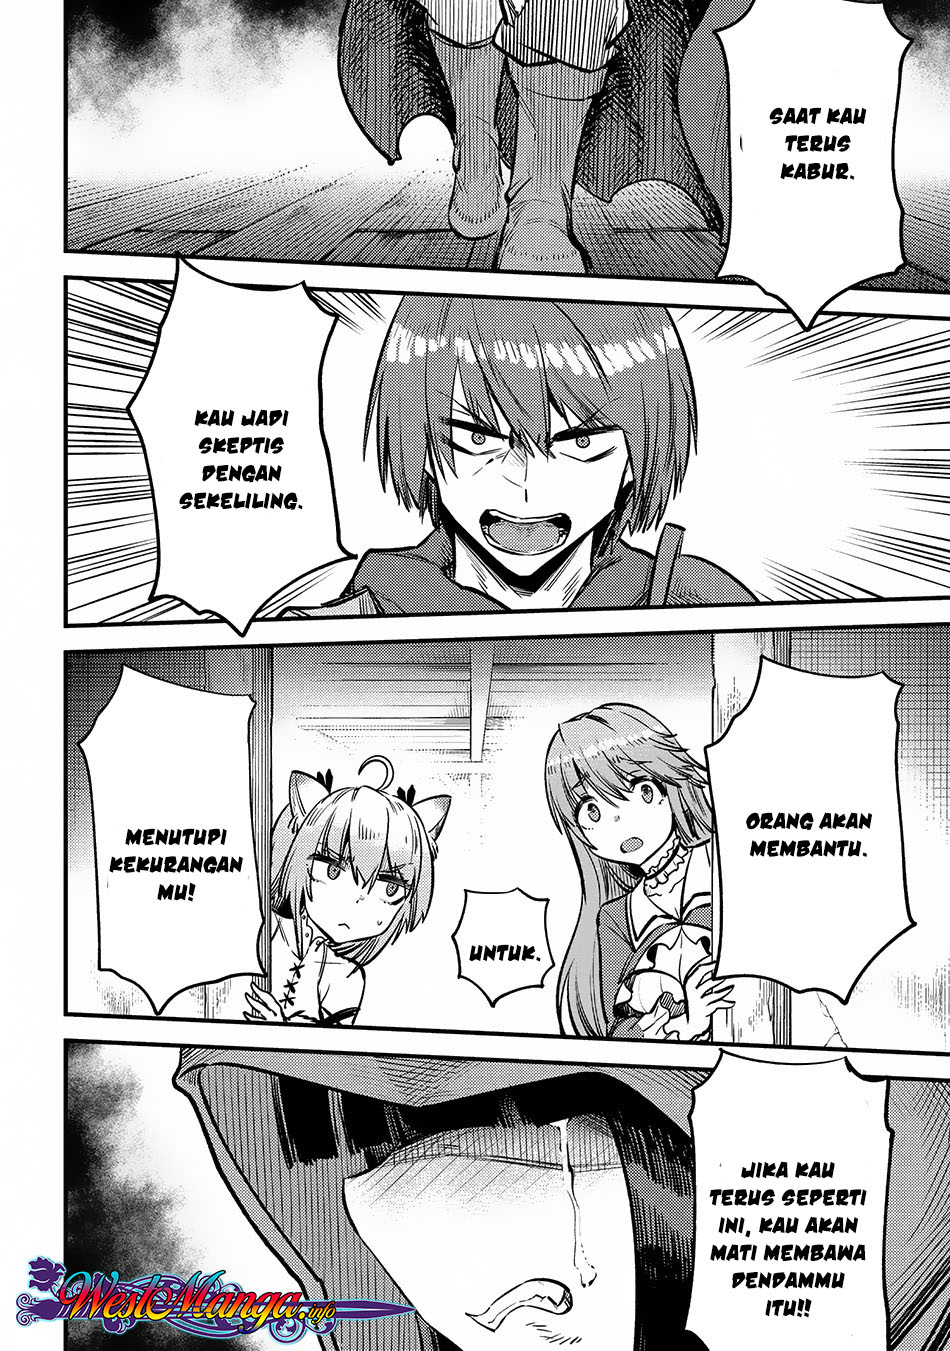 SAAT KAU
TERUS
KABUR.
KAU JADI
SKEPTIS
DENGAN
SEKELILING.
ORANG AKAN
MEMBANTU.
UNTUK.
MENUTUPI
KEKURANGAN
MU!
JIKA KAU
TERUS SEPERTI
INI, KAU AKAN
MATI MEMBAWA
DENDAMMU
ITU!!
WestManga.info